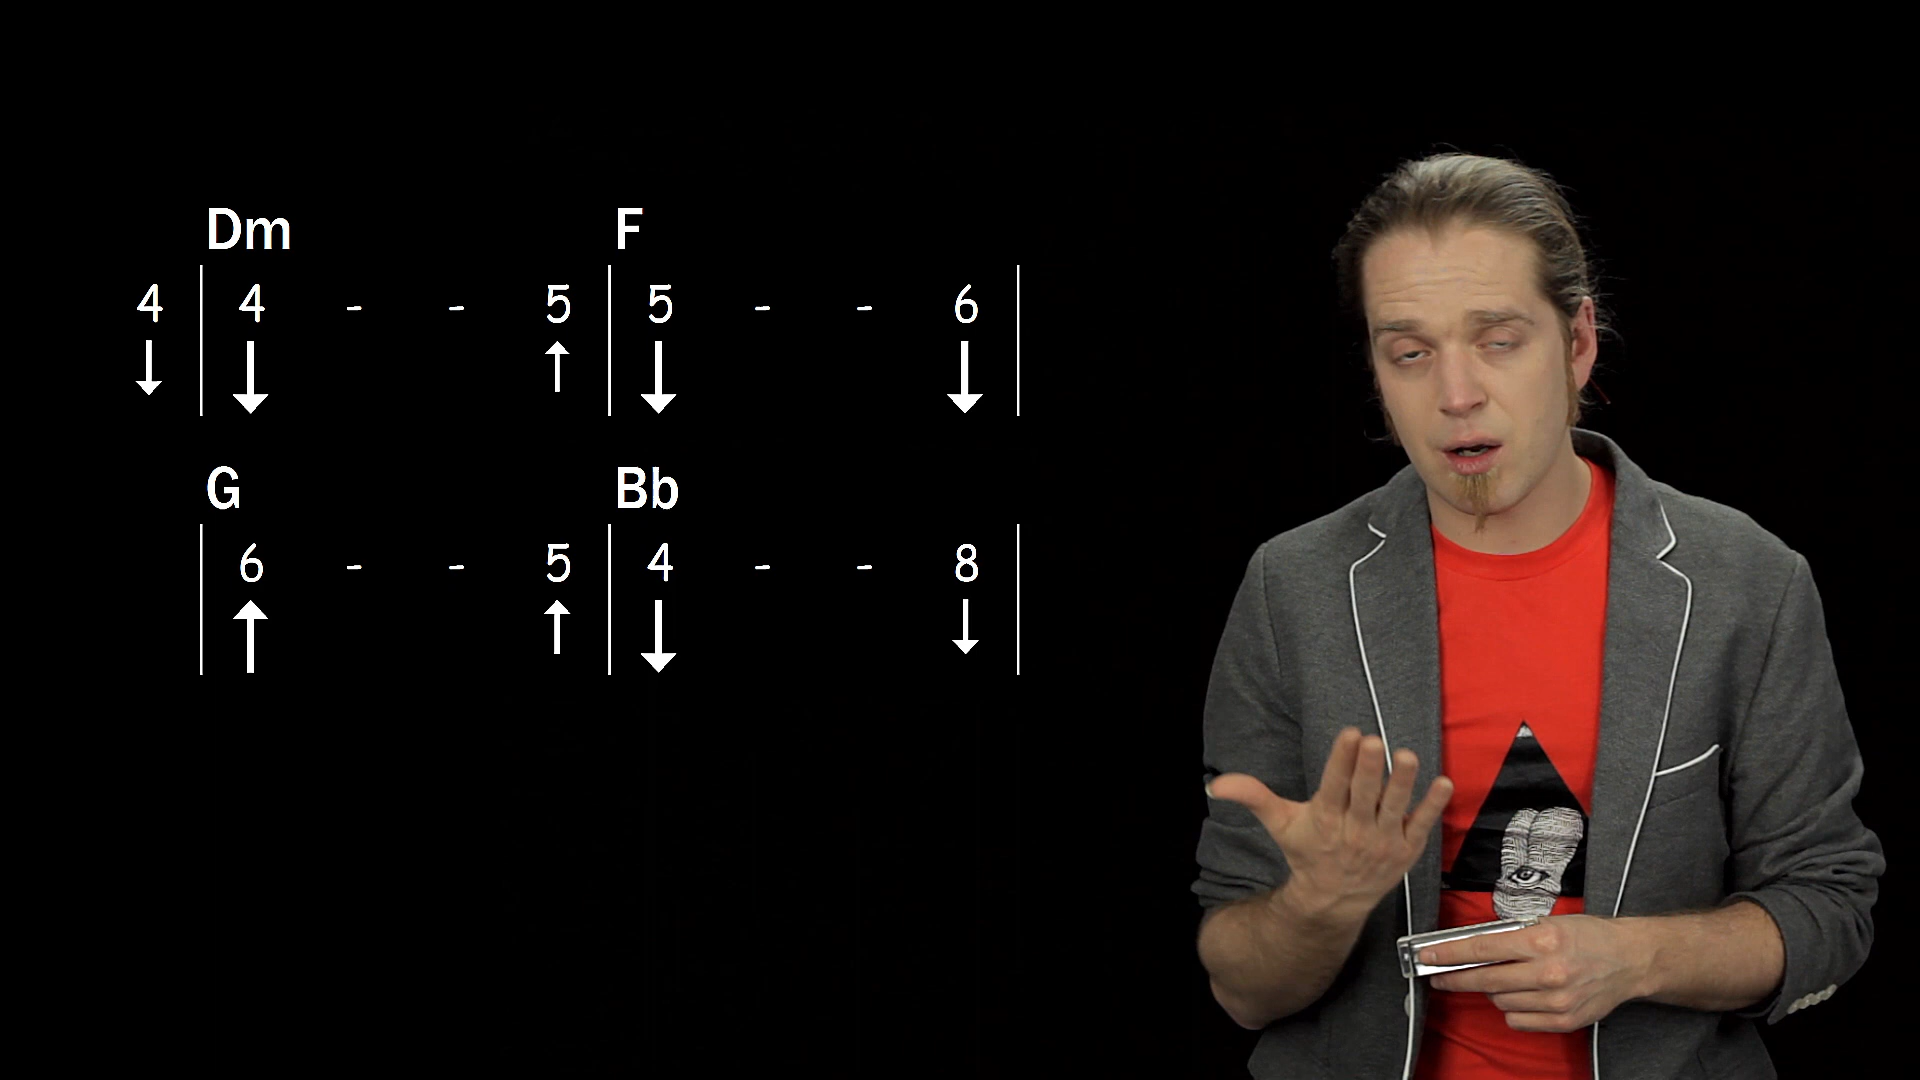 Dm F
4 | 4 - - 5 | 5 - - 6 |
↓ ↓ ↑ ↓ ↓
G Bb
| 6 - - 5 | 4 - - 8 |
↑ ↑ ↓ ↓